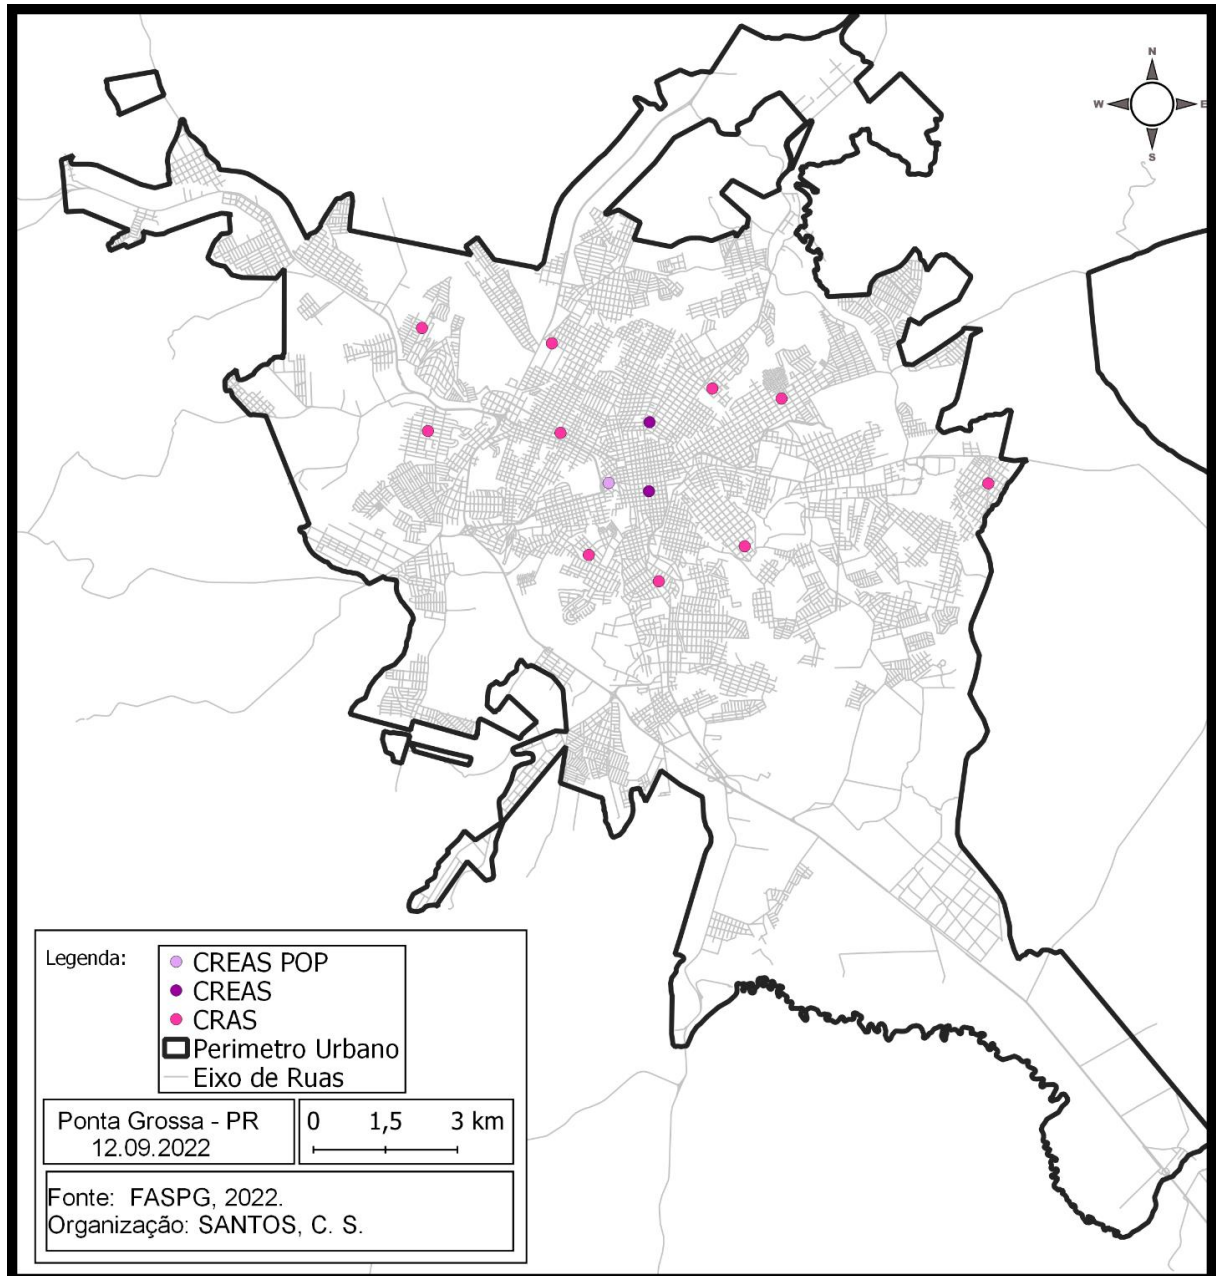 N
W E
S
Legenda:
CREAS POP
CREAS
CRAS
Perimetro Urbano
Eixo de Ruas
Ponta Grossa - PR
12.09.2022
0 1,5 3 km
Fonte: FASPG, 2022.
Organização: SANTOS, C. S.